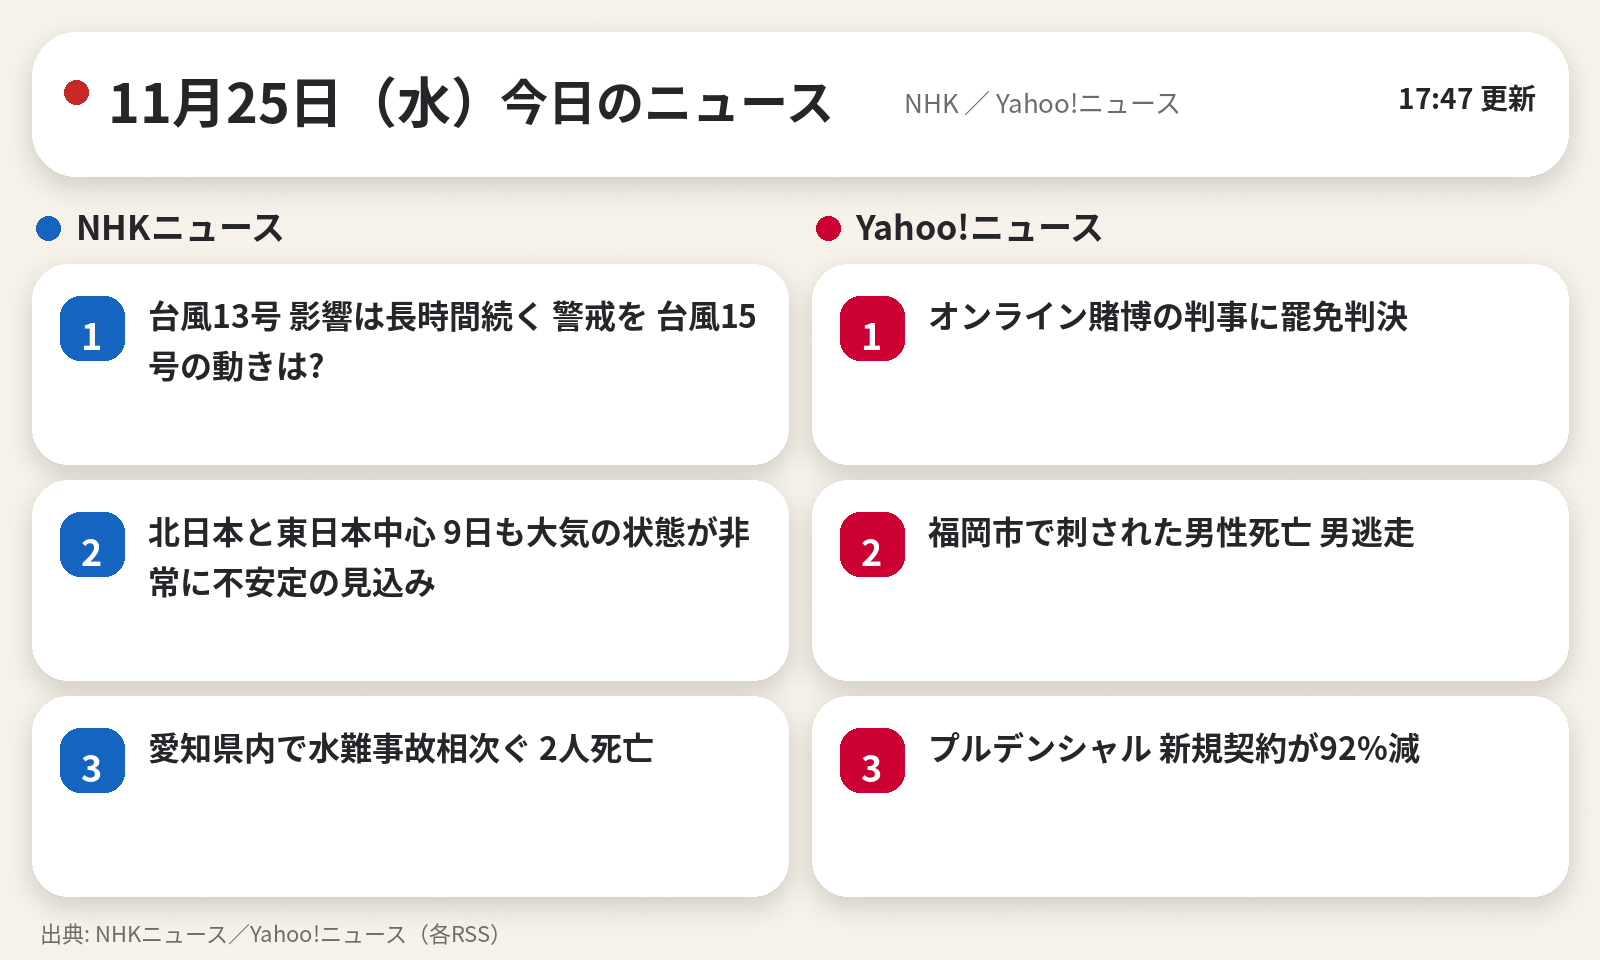 11月25日（水）今日のニュース
NHK ／ Yahoo!ニュース
17:47 更新
NHKニュース
1
台風13号 影響は長時間続く 警戒を 台風15
号の動きは?
2
北日本と東日本中心 9日も大気の状態が非
常に不安定の見込み
3
愛知県内で水難事故相次ぐ 2人死亡
Yahoo!ニュース
1
オンライン賭博の判事に罷免判決
2
福岡市で刺された男性死亡 男逃走
3
プルデンシャル 新規契約が92%減
出典: NHKニュース／Yahoo!ニュース（各RSS）